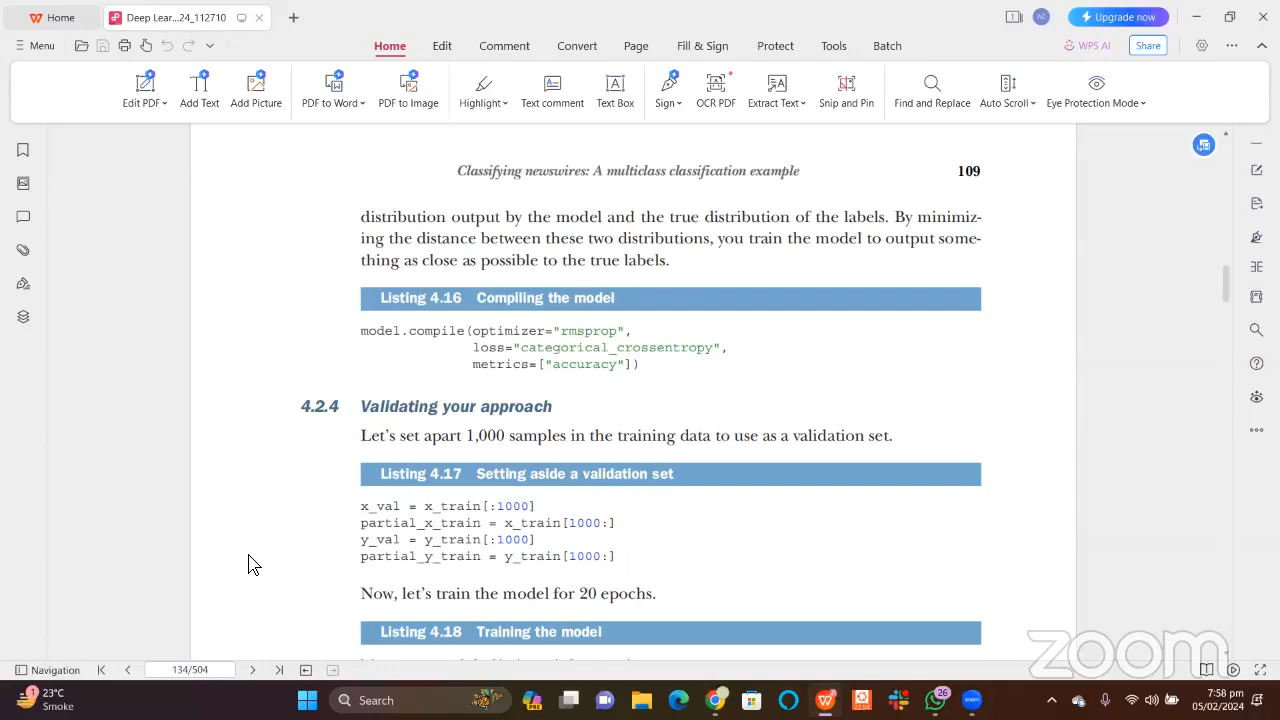 Home
Deep Lear...24_112710
AZ
Upgrade now
Menu
Home
Edit
Comment
Convert
Page
Fill & Sign
Protect
Tools
Batch
WPS AI
Share
Edit PDF
Add Text
Add Picture
PDF to Word
PDF to Image
Highlight
Text comment
Text Box
Sign
OCR PDF
Extract Text
Snip and Pin
Find and Replace
Auto Scroll
Eye Protection Mode
Classifying newswires: A multiclass classification example 109
distribution output by the model and the true distribution of the labels. By minimiz-
ing the distance between these two distributions, you train the model to output some-
thing as close as possible to the true labels.
Listing 4.16 Compiling the model
model.compile(optimizer="rmsprop",
loss="categorical_crossentropy",
metrics=["accuracy"])
4.2.4 Validating your approach
Let's set apart 1,000 samples in the training data to use as a validation set.
Listing 4.17 Setting aside a validation set
x_val = x_train[:1000]
partial_x_train = x_train[1000:]
y_val = y_train[:1000]
partial_y_train = y_train[1000:]
Now, let's train the model for 20 epochs.
Listing 4.18 Training the model
zoom
Navigation
134/504
1
23°C
Smoke
Search
PRE
22.04
26
zoom
7:58 pm
05/02/2024